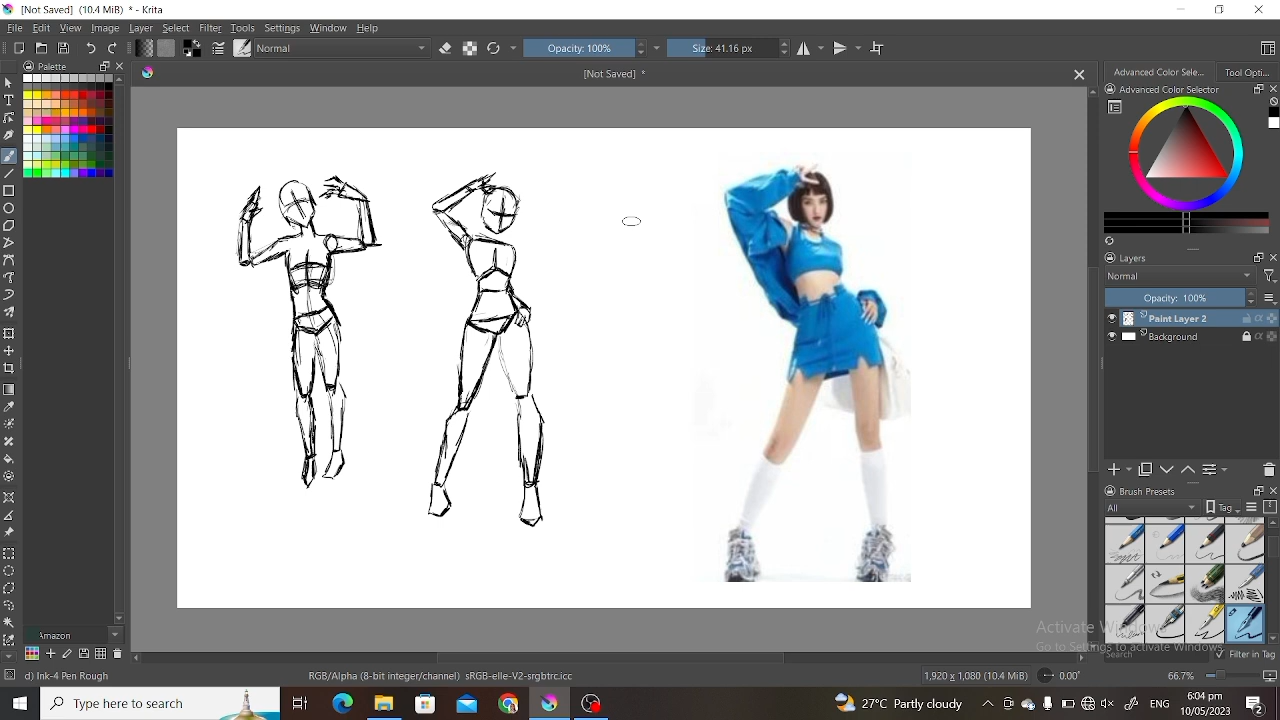 [Not Saved]  (10.4 MiB)  * - Krita
File Edit View Image Layer Select Filter Tools Settings Window Help
Normal Opacity: 100% Size: 41.16 px
Palette
[Not Saved]  *
Advanced Color Sele... Tool Opti...
Advanced Color Selector
Layers
Normal
Opacity:  100%
Paint Layer 2
Background
Brush Presets
All Tag
Amazon
Activate Windows
Go to Settings to activate Windows.
Search Filter in Tag
d) Ink-4 Pen Rough RGB/Alpha (8-bit integer/channel)  sRGB-elle-V2-srgbtrc.icc 1,920 x 1,080 (10.4 MiB) 0.00° 66.7%
Type here to search 27°C Partly cloudy 6:04 pm
10/05/2023 2